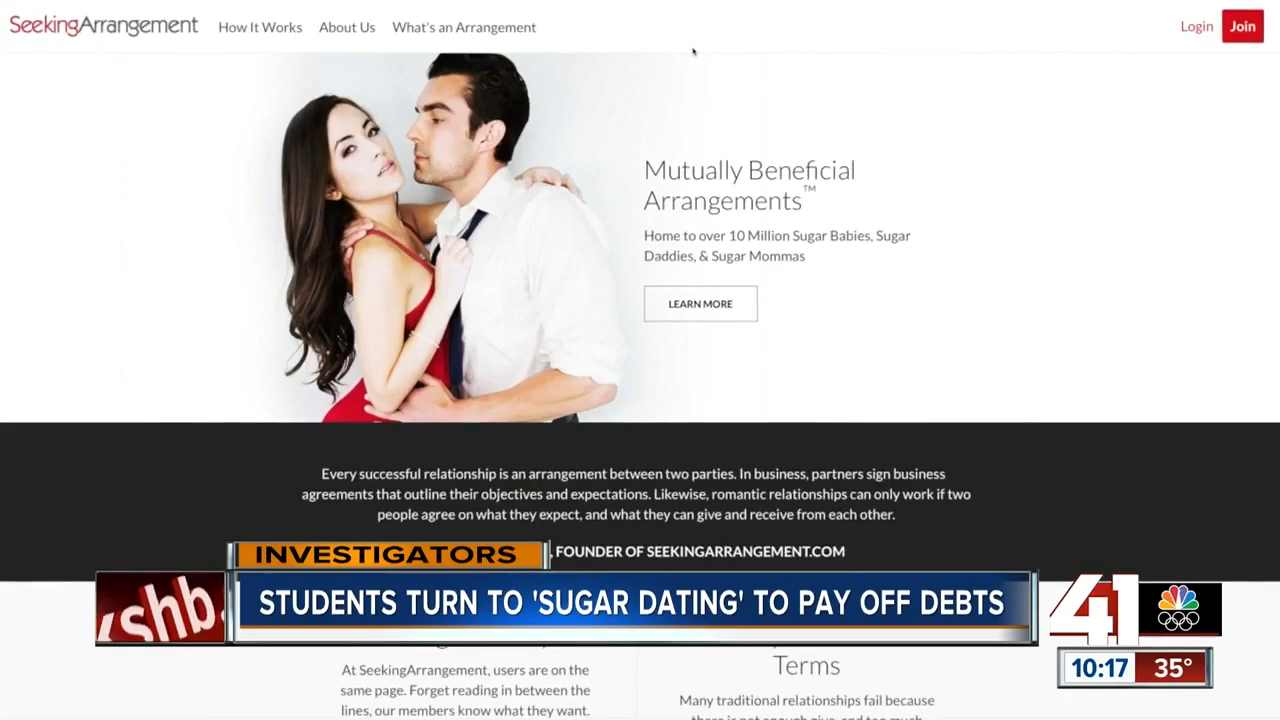 SeekingArrangement How It Works About Us What's an Arrangement Login Join
Mutually Beneficial
Arrangements™
Home to over 10 Million Sugar Babies, Sugar
Daddies, & Sugar Mommas
LEARN MORE
Every successful relationship is an arrangement between two parties. In business, partners sign business
agreements that outline their objectives and expectations. Likewise, romantic relationships can only work if two
people agree on what they expect, and what they can give and receive from each other.
INVESTIGATORS
, FOUNDER OF SEEKINGARRANGEMENT.COM
kshb.
STUDENTS TURN TO 'SUGAR DATING' TO PAY OFF DEBTS
41
10:17 35°
At SeekingArrangement, users are on the
same page. Forget reading in between the
lines, our members know what they want.
Terms
Many traditional relationships fail because